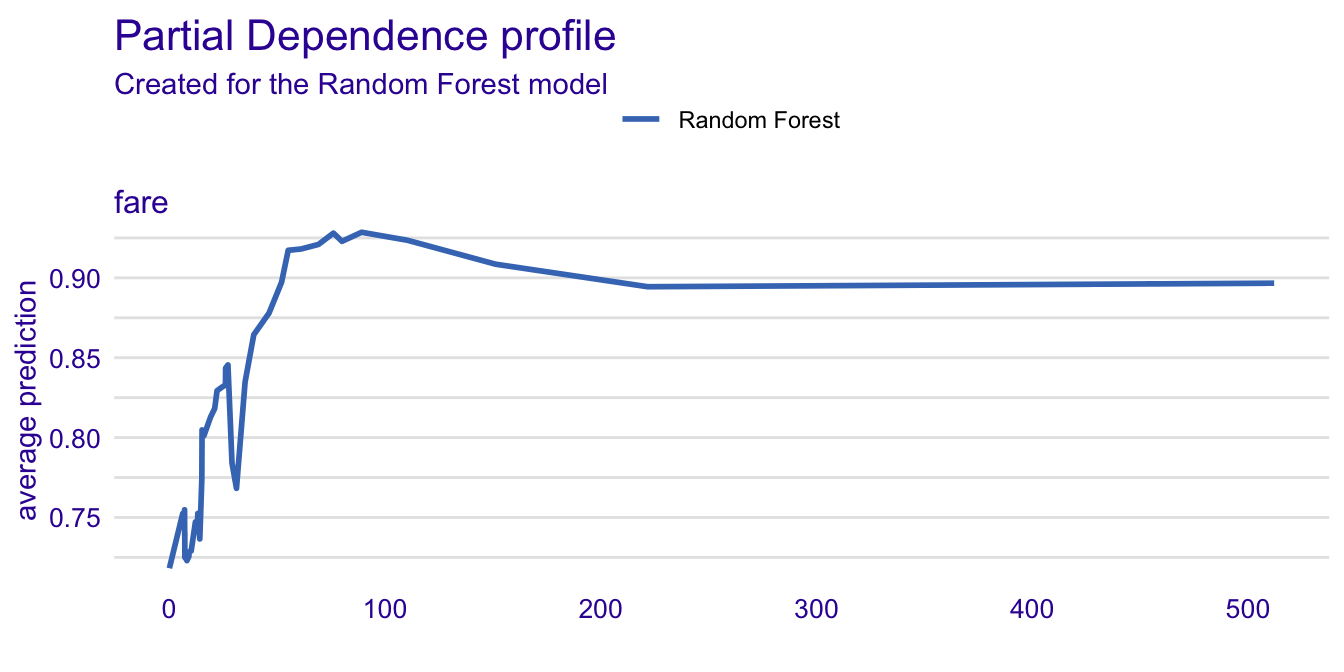 Partial Dependence profile
Created for the Random Forest model
Random Forest
fare
average prediction
0.90
0.85
0.80
0.75
0 100 200 300 400 500